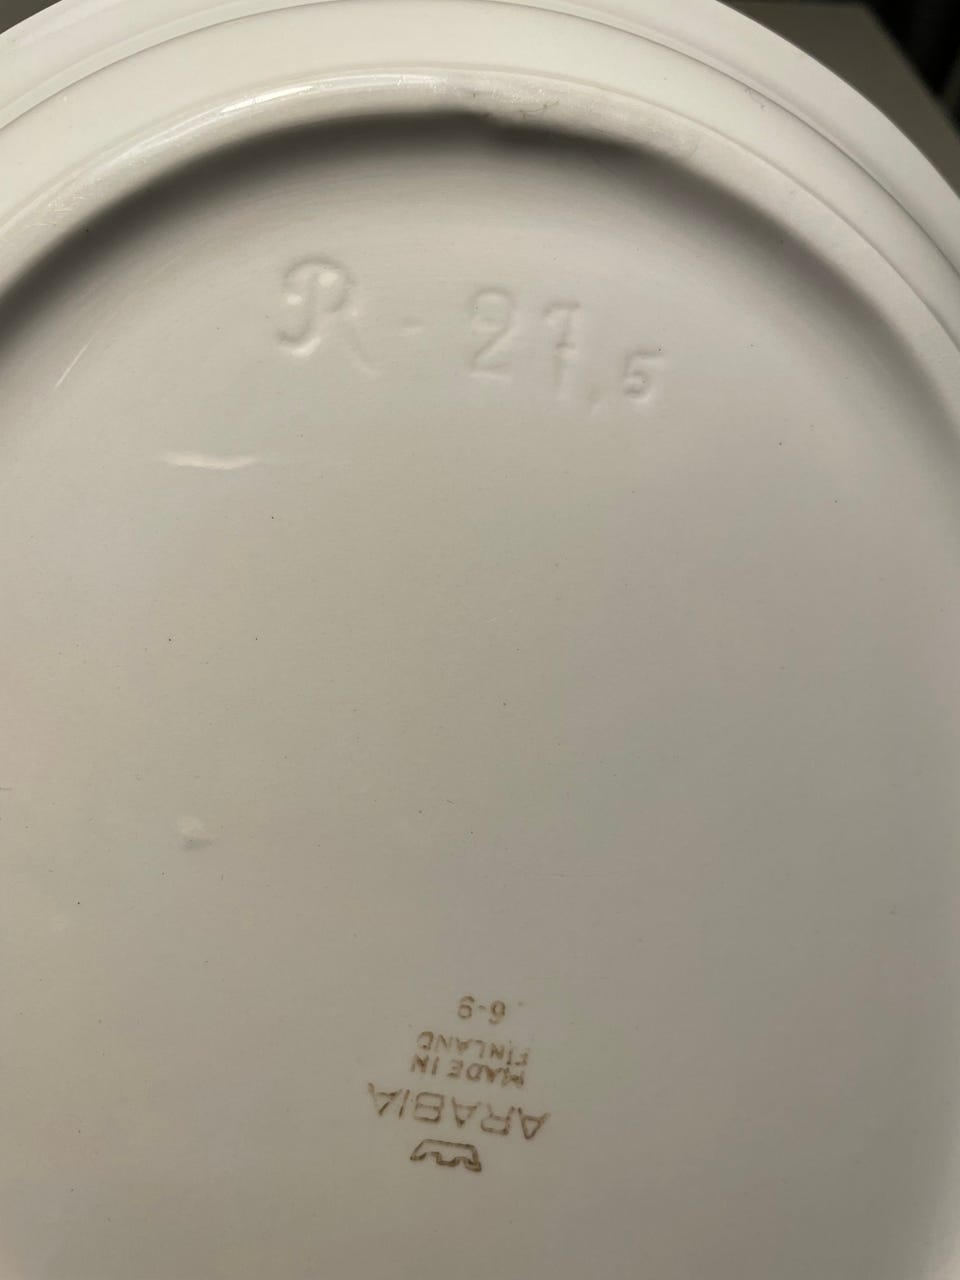 R-27,5
ARABIA
MADE IN
FINLAND
6-9